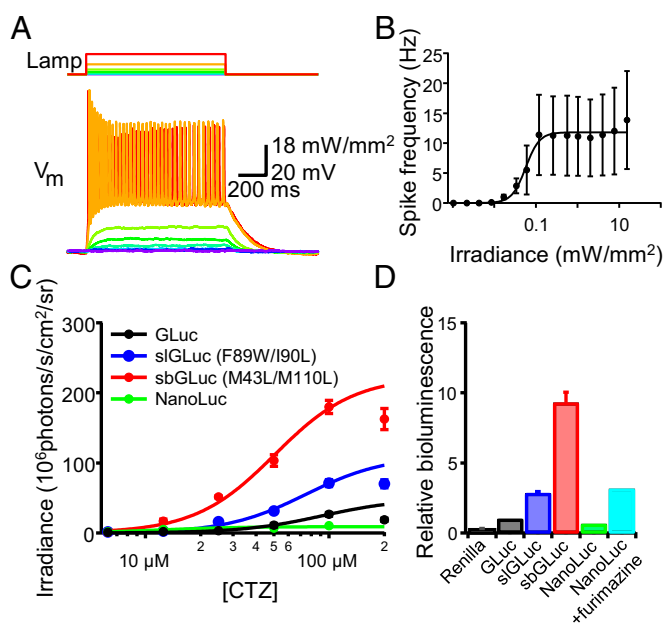 A
Lamp
Vm
18 mW/mm²
20 mV
200 ms
B
Spike frequency (Hz)
25
20
15
10
5
0
0.1
10
Irradiance (mW/mm²)
C
Irradiance (10⁶photons/s/cm²/sr)
300
200
100
0
GLuc
slGLuc (F89W/I90L)
sbGLuc (M43L/M110L)
NanoLuc
10 µM
2
3
4
5
6
100 µM
2
[CTZ]
D
Relative bioluminescence
15
10
5
0
Renilla
GLuc
slGLuc
sbGLuc
NanoLuc
NanoLuc
+furimazine